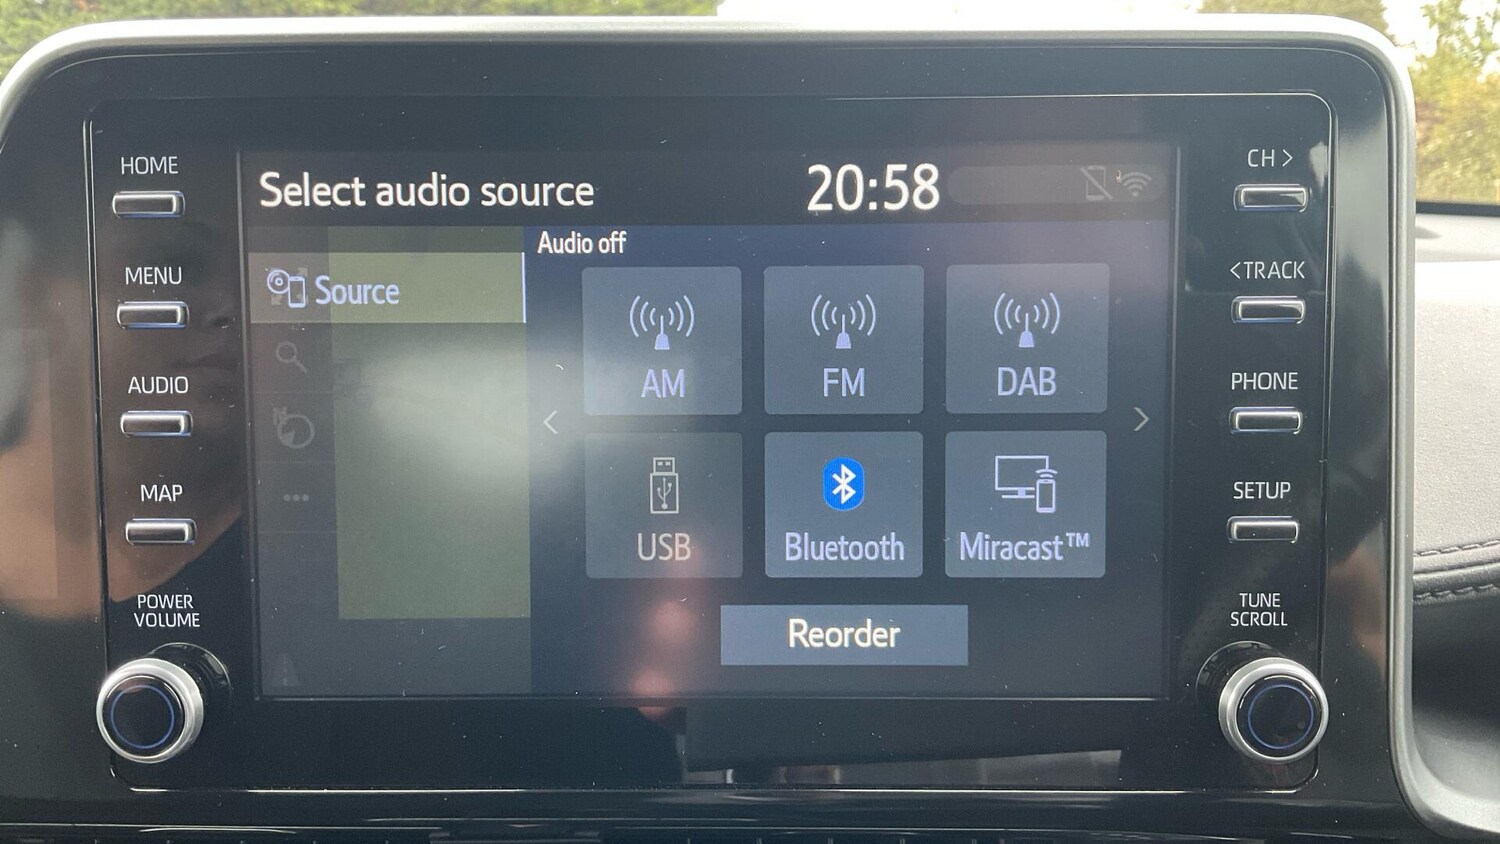 HOME
MENU
AUDIO
MAP
POWER
VOLUME
Select audio source
20:58
Source
Audio off
AM
FM
DAB
USB
Bluetooth
Miracast™
Reorder
CH >
<TRACK
PHONE
SETUP
TUNE
SCROLL